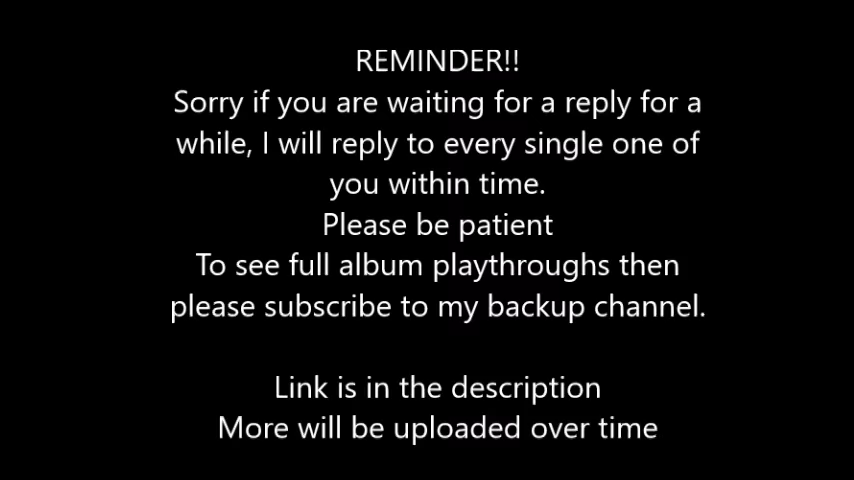 REMINDER!!
Sorry if you are waiting for a reply for a
while, I will reply to every single one of
you within time.
Please be patient
To see full album playthroughs then
please subscribe to my backup channel.
Link is in the description
More will be uploaded over time